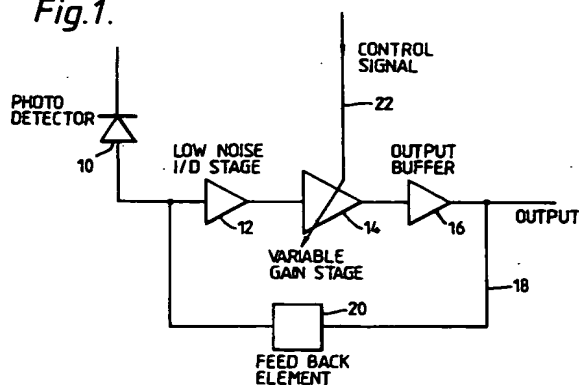 Fig.1.
CONTROL
SIGNAL
22
PHOTO
DETECTOR
10
LOW NOISE
I/D STAGE
12
OUTPUT
BUFFER
14
16
OUTPUT
VARIABLE
GAIN STAGE
18
20
FEED BACK
ELEMENT